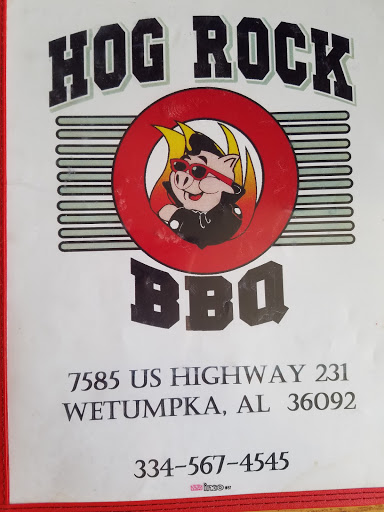 HOG ROCK
BBQ
7585 US HIGHWAY 231
WETUMPKA, AL 36092
334-567-4545